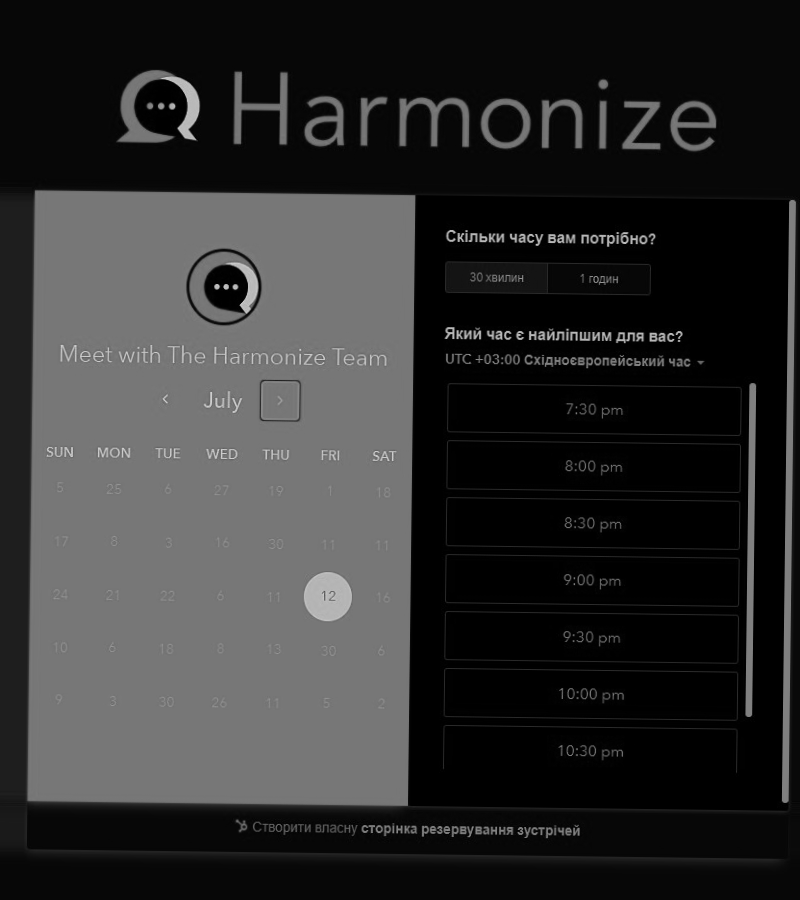 Harmonize
Meet with The Harmonize Team
July
SUN MON TUE WED THU FRI SAT
5 25 6 27 19 1 18
17 8 3 16 30 11 11
24 21 22 6 11 12 16
10 6 18 8 13 30 6
9 3 30 26 11 5 2
Скільки часу вам потрібно?
30 хвилин 1 годин
Який час є найліпшим для вас?
UTC +03:00 Східноєвропейський час
7:30 pm
8:00 pm
8:30 pm
9:00 pm
9:30 pm
10:00 pm
10:30 pm
Створити власну сторінка резервування зустрічей